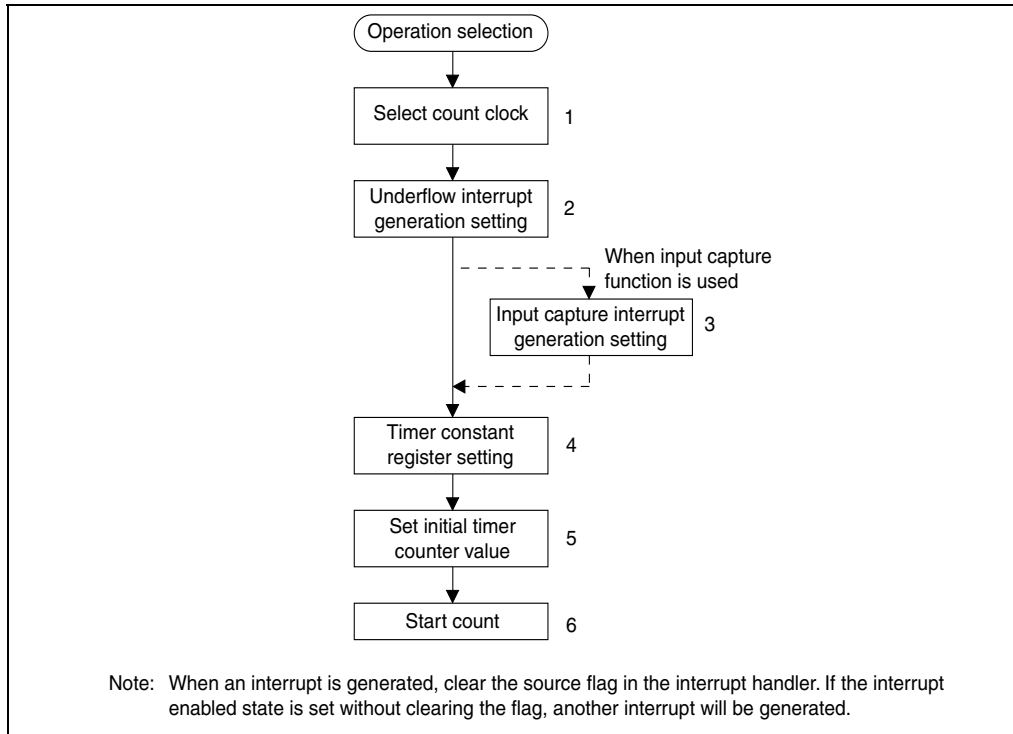 Operation selection
Select count clock
1
Underflow interrupt
generation setting
2
When input capture
function is used
Input capture interrupt
generation setting
3
Timer constant
register setting
4
Set initial timer
counter value
5
Start count
6
Note: When an interrupt is generated, clear the source flag in the interrupt handler. If the interrupt
enabled state is set without clearing the flag, another interrupt will be generated.